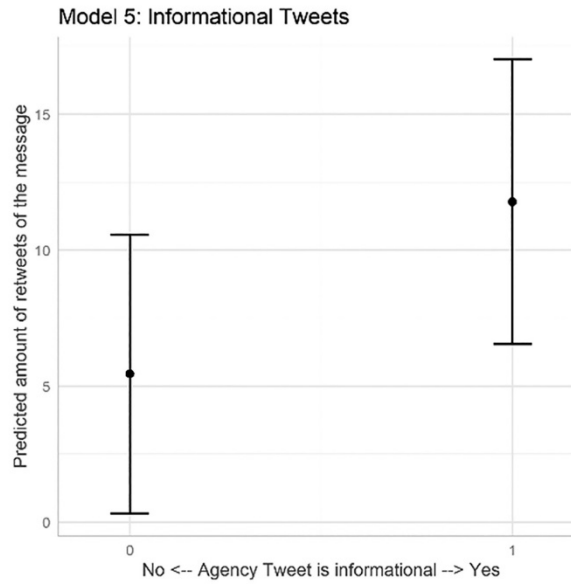 Model 5: Informational Tweets
Predicted amount of retweets of the message
15
10
5
0
0
1
No <-- Agency Tweet is informational --> Yes